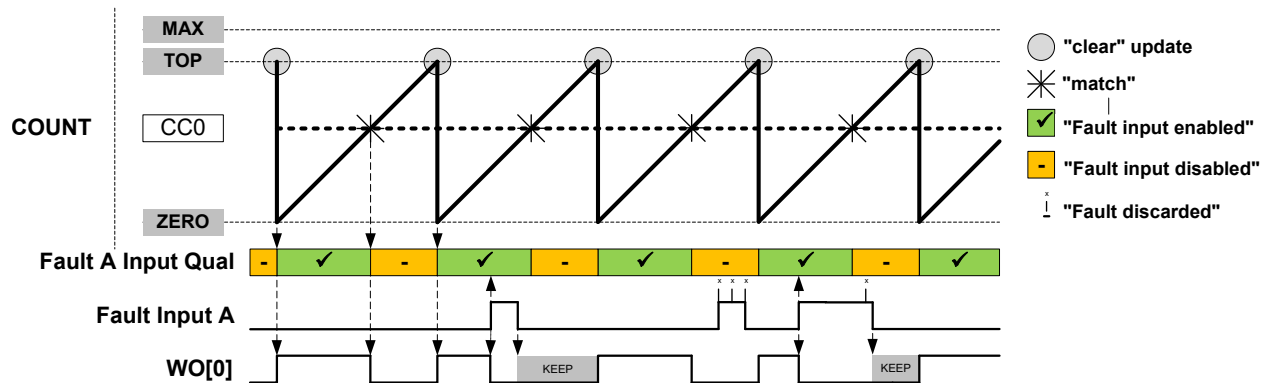 MAX
"clear" update
TOP
"match"
COUNT
CC0
"Fault input enabled"
✓
-
"Fault input disabled"
x
"Fault discarded"
ZERO
Fault A Input Qual
- ✓ - ✓ - ✓ - ✓ - ✓
x x x x
Fault Input A
WO[0]
KEEP
KEEP